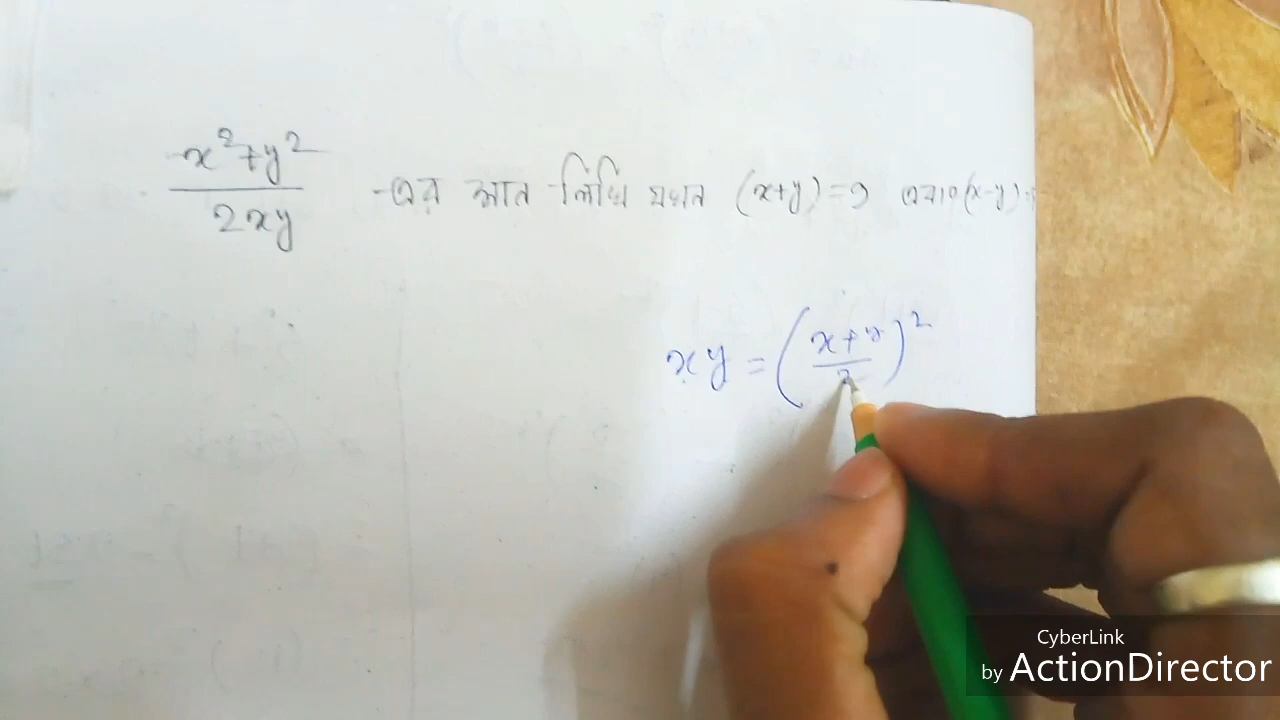 x²+y²
2xy
-এর মান লিখি যখন (x+y)=9 এবং (x-y)=
xy = (x+y/2)²
CyberLink
by ActionDirector